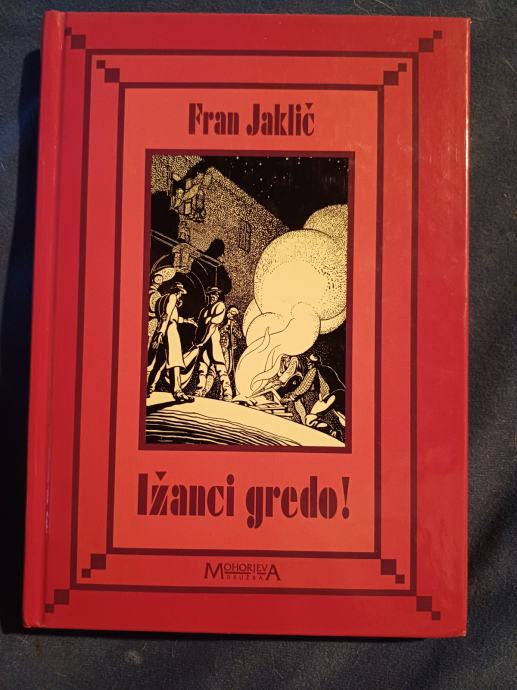 Fran Jaklič
Ižanci gredo!
MOHORJEVA
DRUŽBA